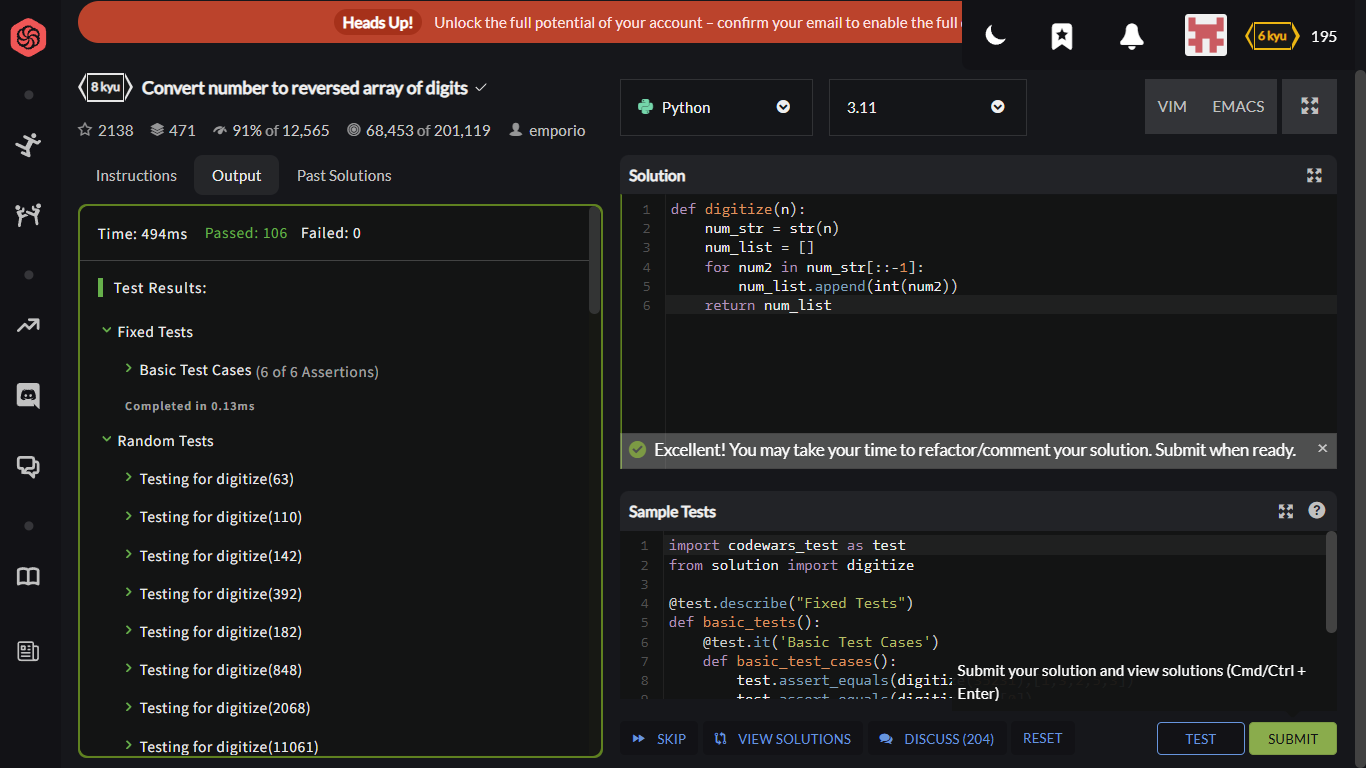 Heads Up! Unlock the full potential of your account – confirm your email to enable the full
6 kyu 195
8 kyu Convert number to reversed array of digits
2138 471 91% of 12,565 68,453 of 201,119 emporio
Instructions Output Past Solutions
Time: 494ms Passed: 106 Failed: 0
Test Results:
Fixed Tests
Basic Test Cases (6 of 6 Assertions)
Completed in 0.13ms
Random Tests
Testing for digitize(63)
Testing for digitize(110)
Testing for digitize(142)
Testing for digitize(392)
Testing for digitize(182)
Testing for digitize(848)
Testing for digitize(2068)
Testing for digitize(11061)
Python 3.11 VIM EMACS
Solution
1 def digitize(n):
2 num_str = str(n)
3 num_list = []
4 for num2 in num_str[::-1]:
5 num_list.append(int(num2))
6 return num_list
Excellent! You may take your time to refactor/comment your solution. Submit when ready. ×
Sample Tests ?
1 import codewars_test as test
2 from solution import digitize
3
4 @test.describe("Fixed Tests")
5 def basic_tests():
6 @test.it('Basic Test Cases')
7 def basic_test_cases():
8 test.assert_equals(digitiz
9 test.assert_equals(digiti
Submit your solution and view solutions (Cmd/Ctrl +
Enter)
SKIP VIEW SOLUTIONS DISCUSS (204) RESET TEST SUBMIT